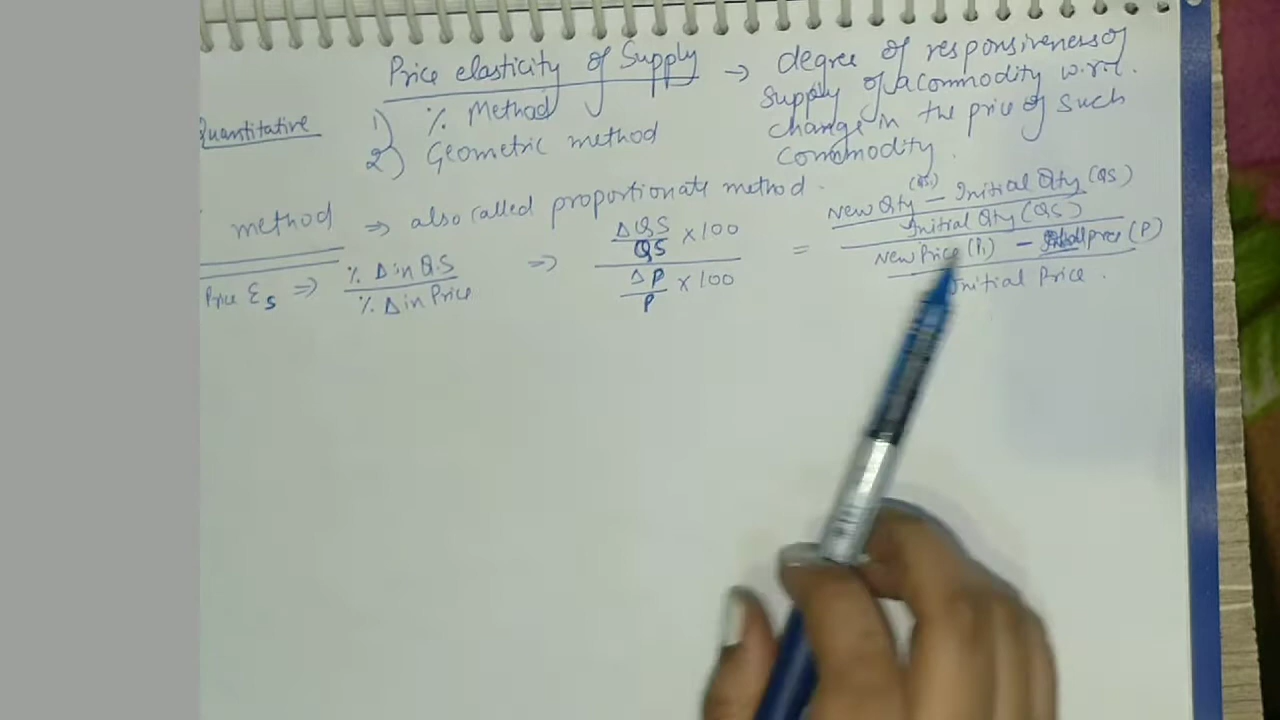 Price elasticity of Supply → degree of responsiveness of
supply of a commodity w.r.t.
change in the price of such
commodity.
Quantitative
1) % Method
2) Geometric method
method ⇒ also called proportionate method.
Price Es ⇒ % Δ in QS / % Δ in Price ⇒ ΔQS/QS ×100 / ΔP/P ×100 =
New Qty (QS1) – Initial Qty (QS)
Initial Qty (QS)
New Price (P1) – Initial price (P)
Initial Price.